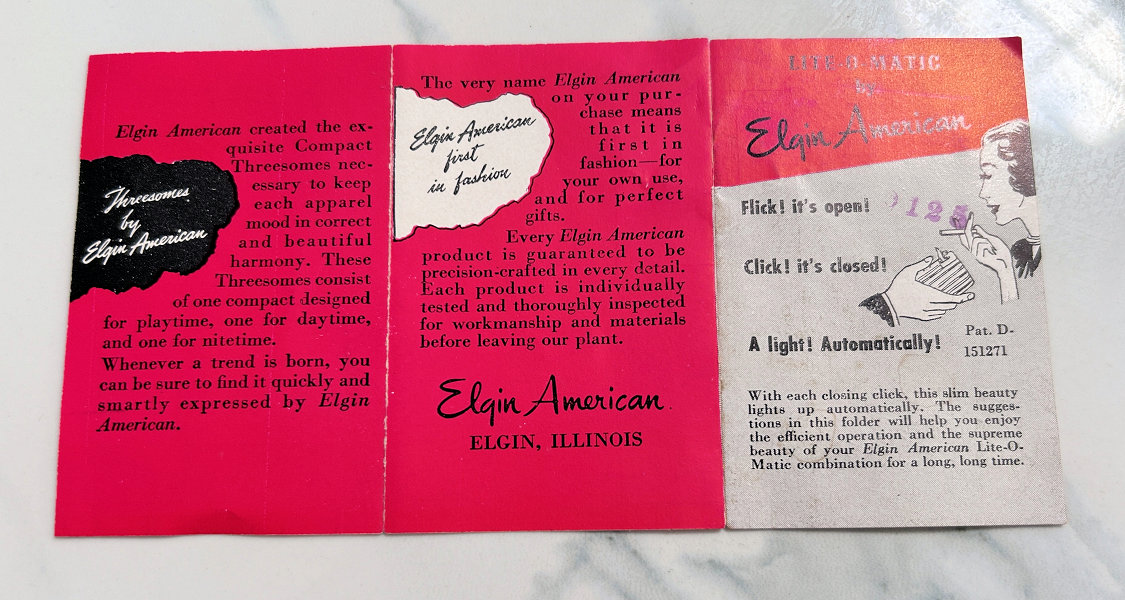 Elgin American created the ex-
quisite Compact
Threesomes nec-
essary to keep
each apparel
mood in correct
and beautiful
harmony. These
Threesomes consist
of one compact designed
for playtime, one for daytime,
and one for nitetime.
Whenever a trend is born, you
can be sure to find it quickly and
smartly expressed by Elgin
American.
Threesomes
by
Elgin American
The very name Elgin American
on your pur-
chase means
that it is
first in
fashion—for
your own use,
and for perfect
gifts.
Elgin American
first
in fashion
Every Elgin American
product is guaranteed to be
precision-crafted in every detail.
Each product is individually
tested and thoroughly inspected
for workmanship and materials
before leaving our plant.
Elgin American
ELGIN, ILLINOIS
LITE-O-MATIC
by
Elgin American
Flick! it's open!
Click! it's closed!
A light! Automatically!
Pat. D-
151271
With each closing click, this slim beauty
lights up automatically. The sugges-
tions in this folder will help you enjoy
the efficient operation and the supreme
beauty of your Elgin American Lite-O-
Matic combination for a long, long time.